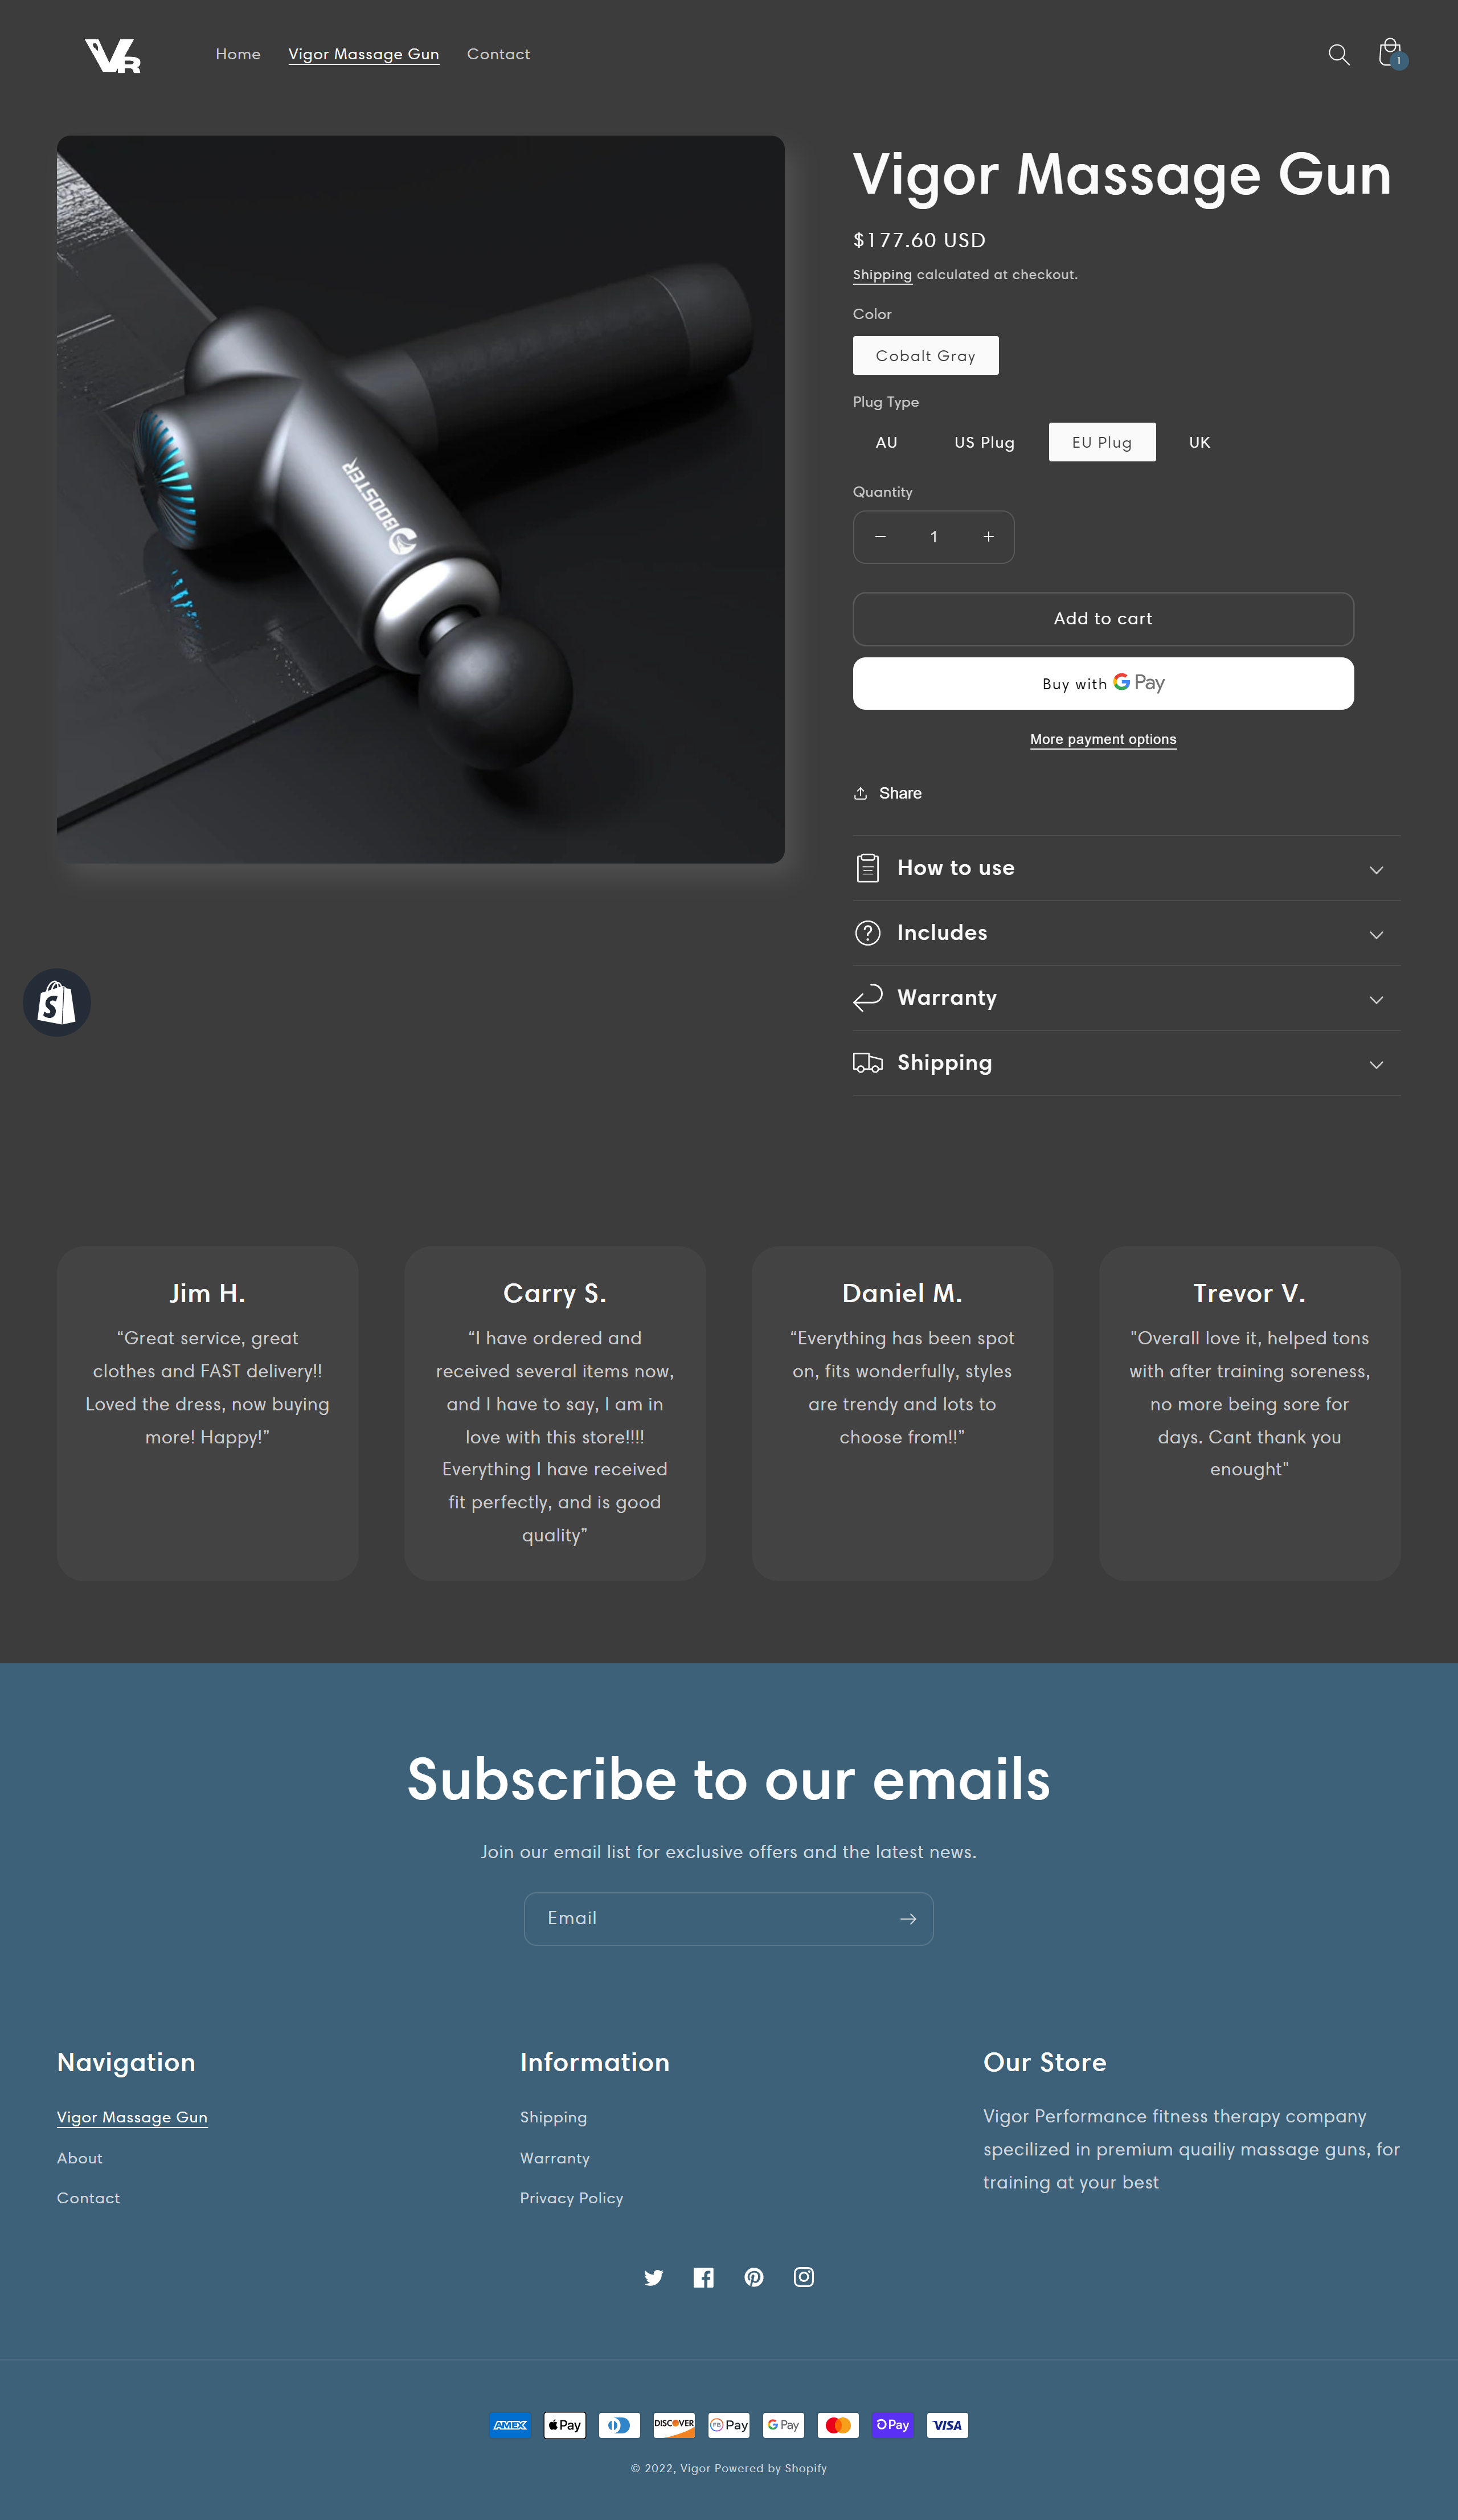 VR
Home
Vigor Massage Gun
Contact
1
BOOSTER
Vigor Massage Gun
$177.60 USD
Shipping calculated at checkout.
Color
Cobalt Gray
Plug Type
AU
US Plug
EU Plug
UK
Quantity
− 1 +
Add to cart
Buy with G Pay
More payment options
Share
How to use
Includes
Warranty
Shipping
S
Jim H.
“Great service, great
clothes and FAST delivery!!
Loved the dress, now buying
more! Happy!”
Carry S.
“I have ordered and
received several items now,
and I have to say, I am in
love with this store!!!!
Everything I have received
fit perfectly, and is good
quality”
Daniel M.
“Everything has been spot
on, fits wonderfully, styles
are trendy and lots to
choose from!!”
Trevor V.
"Overall love it, helped tons
with after training soreness,
no more being sore for
days. Cant thank you
enought"
Subscribe to our emails
Join our email list for exclusive offers and the latest news.
Email
Navigation
Vigor Massage Gun
About
Contact
Information
Shipping
Warranty
Privacy Policy
Our Store
Vigor Performance fitness therapy company
specilized in premium quailiy massage guns, for
training at your best
AMEX
Pay
DISCOVER
FB Pay
G Pay
Pay
VISA
© 2022, Vigor Powered by Shopify